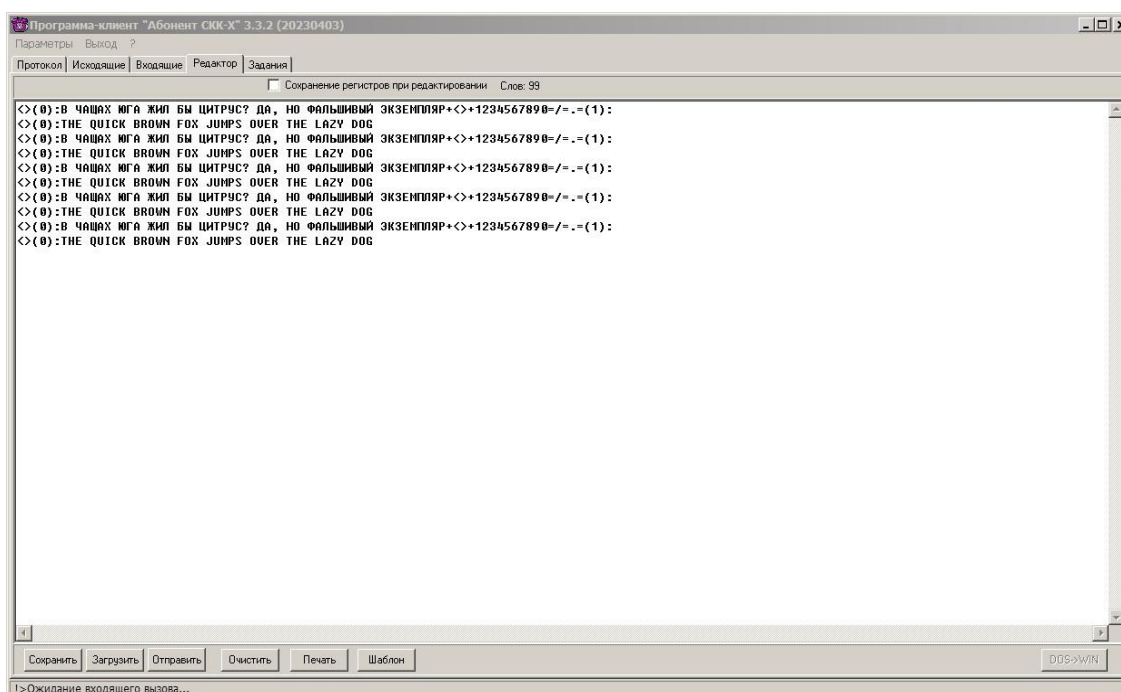 Программа-клиент "Абонент СКК-Х" 3.3.2 (20230403)
Параметры Выход ?
Протокол Исходящие Входящие Редактор Задания
Сохранение регистров при редактировании Слов: 99
<>(0):В ЧАЩАХ ЮГА ЖИЛ БЫ ЦИТРУС? ДА, НО ФАЛЬШИВЫЙ ЭКЗЕМПЛЯР+<>+1234567890=/=.=(1):
<>(0):THE QUICK BROWN FOX JUMPS OVER THE LAZY DOG
<>(0):В ЧАЩАХ ЮГА ЖИЛ БЫ ЦИТРУС? ДА, НО ФАЛЬШИВЫЙ ЭКЗЕМПЛЯР+<>+1234567890=/=.=(1):
<>(0):THE QUICK BROWN FOX JUMPS OVER THE LAZY DOG
<>(0):В ЧАЩАХ ЮГА ЖИЛ БЫ ЦИТРУС? ДА, НО ФАЛЬШИВЫЙ ЭКЗЕМПЛЯР+<>+1234567890=/=.=(1):
<>(0):THE QUICK BROWN FOX JUMPS OVER THE LAZY DOG
<>(0):В ЧАЩАХ ЮГА ЖИЛ БЫ ЦИТРУС? ДА, НО ФАЛЬШИВЫЙ ЭКЗЕМПЛЯР+<>+1234567890=/=.=(1):
<>(0):THE QUICK BROWN FOX JUMPS OVER THE LAZY DOG
<>(0):В ЧАЩАХ ЮГА ЖИЛ БЫ ЦИТРУС? ДА, НО ФАЛЬШИВЫЙ ЭКЗЕМПЛЯР+<>+1234567890=/=.=(1):
<>(0):THE QUICK BROWN FOX JUMPS OVER THE LAZY DOG
Сохранить Загрузить Отправить Очистить Печать Шаблон DOS->WIN
!>Ожидание входящего вызова...